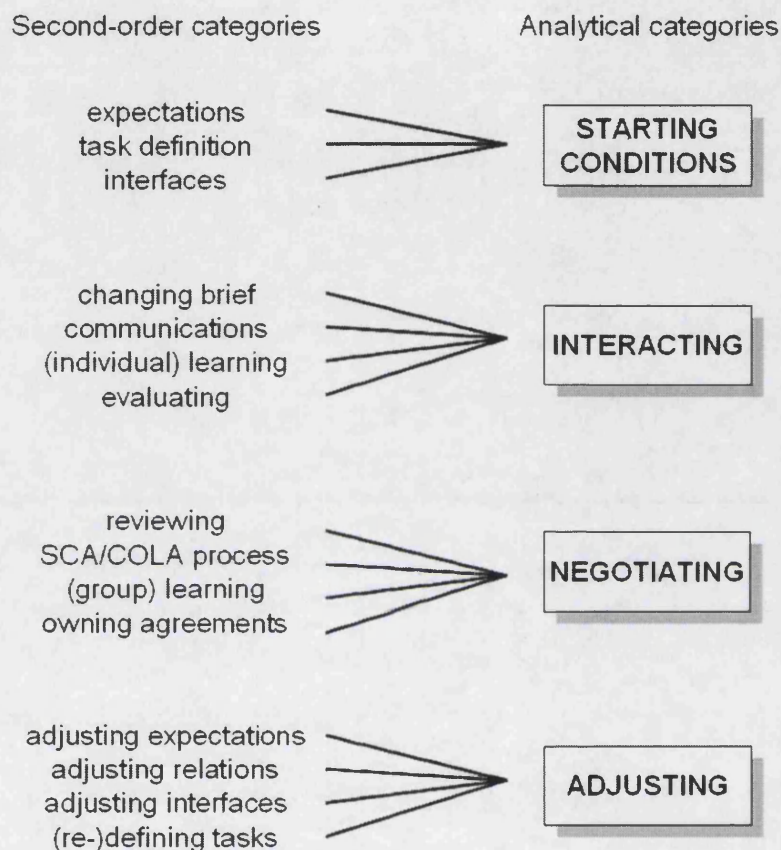 Second-order categories
Analytical categories
expectations
task definition
interfaces
STARTING
CONDITIONS
changing brief
communications
(individual) learning
evaluating
INTERACTING
reviewing
SCA/COLA process
(group) learning
owning agreements
NEGOTIATING
adjusting expectations
adjusting relations
adjusting interfaces
(re-)defining tasks
ADJUSTING